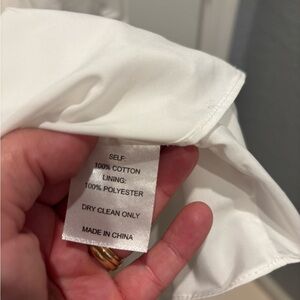 SELF:
100% COTTON
LINING:
100% POLYESTER
DRY CLEAN ONLY
MADE IN CHINA